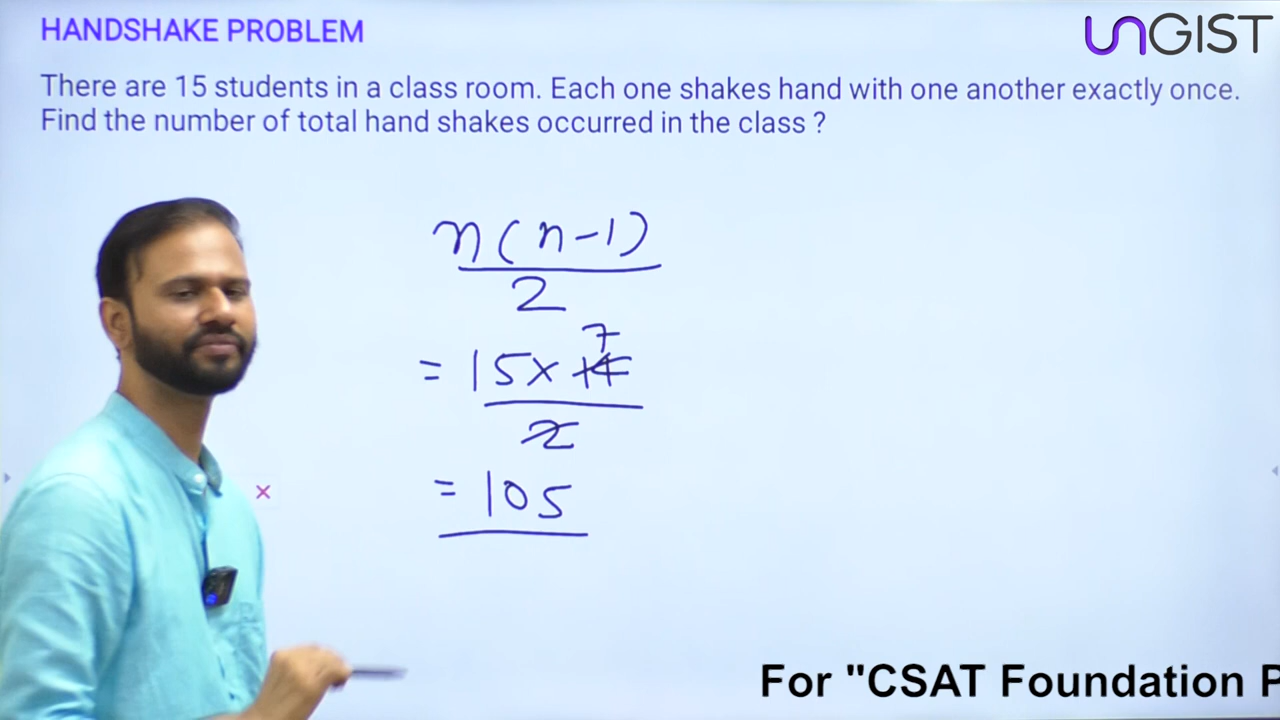 HANDSHAKE PROBLEM
UNGIST
There are 15 students in a class room. Each one shakes hand with one another exactly once.
Find the number of total hand shakes occurred in the class ?
n(n-1)
2
7
= 15x14
2
= 105
For "CSAT Foundation P